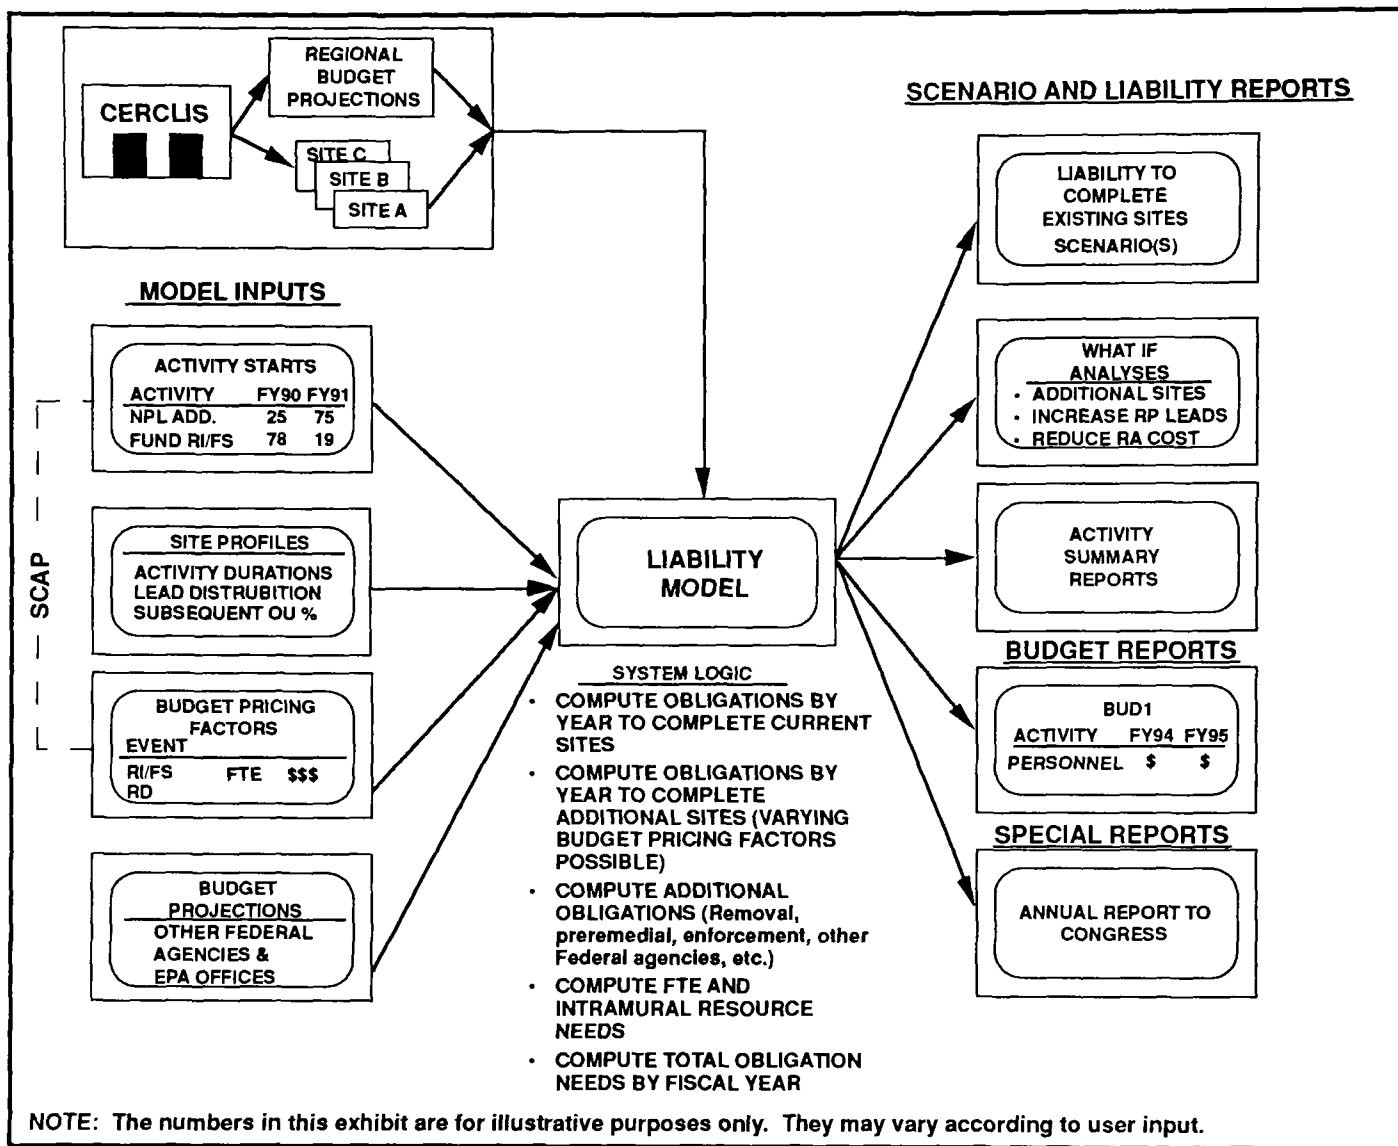 CERCLIS
REGIONAL
BUDGET
PROJECTIONS
SITE C
SITE B
SITE A
MODEL INPUTS
ACTIVITY STARTS
ACTIVITY FY90 FY91
NPL ADD. 25 75
FUND RI/FS 78 19
SITE PROFILES
ACTIVITY DURATIONS
LEAD DISTRUBITION
SUBSEQUENT OU %
SCAP
BUDGET PRICING
FACTORS
EVENT
RI/FS FTE $$$
RD
BUDGET
PROJECTIONS
OTHER FEDERAL
AGENCIES &
EPA OFFICES
LIABILITY
MODEL
SYSTEM LOGIC
· COMPUTE OBLIGATIONS BY
YEAR TO COMPLETE CURRENT
SITES
· COMPUTE OBLIGATIONS BY
YEAR TO COMPLETE
ADDITIONAL SITES (VARYING
BUDGET PRICING FACTORS
POSSIBLE)
· COMPUTE ADDITIONAL
OBLIGATIONS (Removal,
preremedial, enforcement, other
Federal agencies, etc.)
· COMPUTE FTE AND
INTRAMURAL RESOURCE
NEEDS
· COMPUTE TOTAL OBLIGATION
NEEDS BY FISCAL YEAR
SCENARIO AND LIABILITY REPORTS
LIABILITY TO
COMPLETE
EXISTING SITES
SCENARIO(S)
WHAT IF
ANALYSES
· ADDITIONAL SITES
· INCREASE RP LEADS
· REDUCE RA COST
ACTIVITY
SUMMARY
REPORTS
BUDGET REPORTS
BUD1
ACTIVITY FY94 FY95
PERSONNEL $ $
SPECIAL REPORTS
ANNUAL REPORT TO
CONGRESS
NOTE: The numbers in this exhibit are for illustrative purposes only. They may vary according to user input.